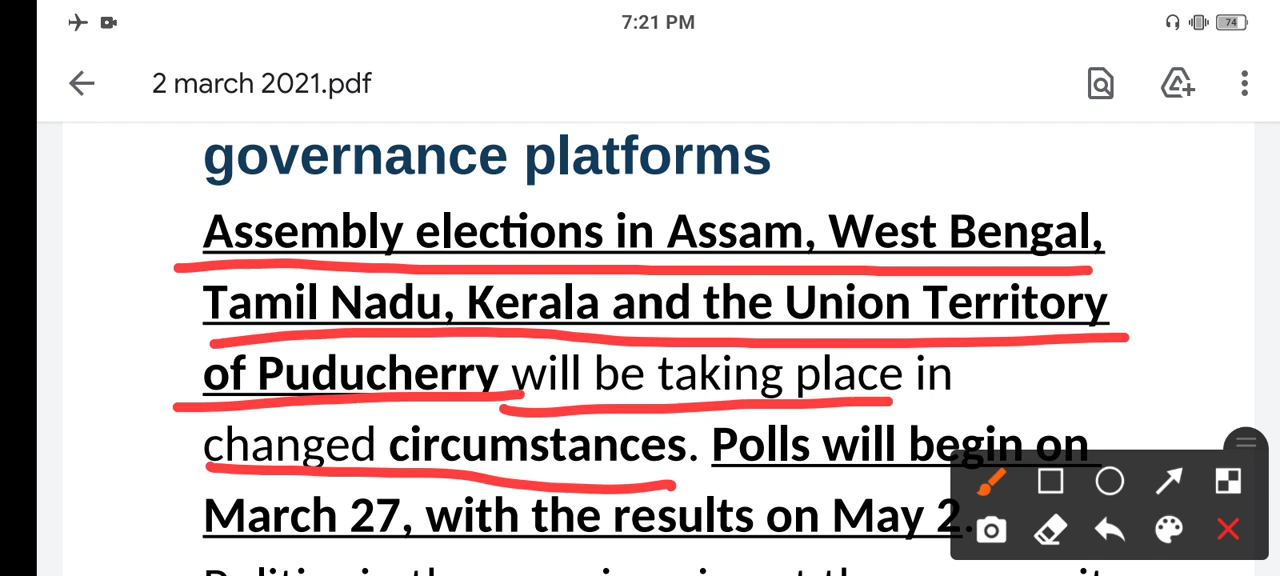 7:21 PM
74
2 march 2021.pdf
governance platforms
Assembly elections in Assam, West Bengal,
Tamil Nadu, Kerala and the Union Territory
of Puducherry will be taking place in
changed circumstances. Polls will begin on
March 27, with the results on May 2.